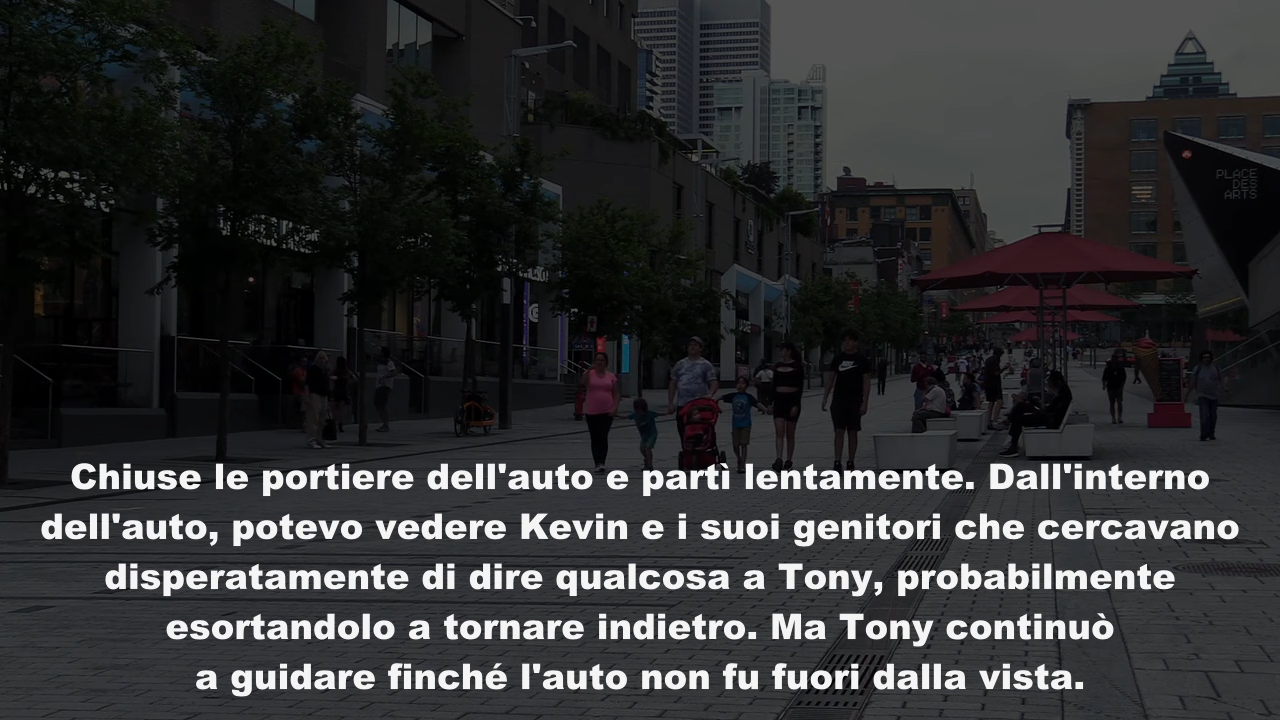 PLACE
DES
ARTS
Chiuse le portiere dell'auto e partì lentamente. Dall'interno
dell'auto, potevo vedere Kevin e i suoi genitori che cercavano
disperatamente di dire qualcosa a Tony, probabilmente
esortandolo a tornare indietro. Ma Tony continuò
a guidare finché l'auto non fu fuori dalla vista.